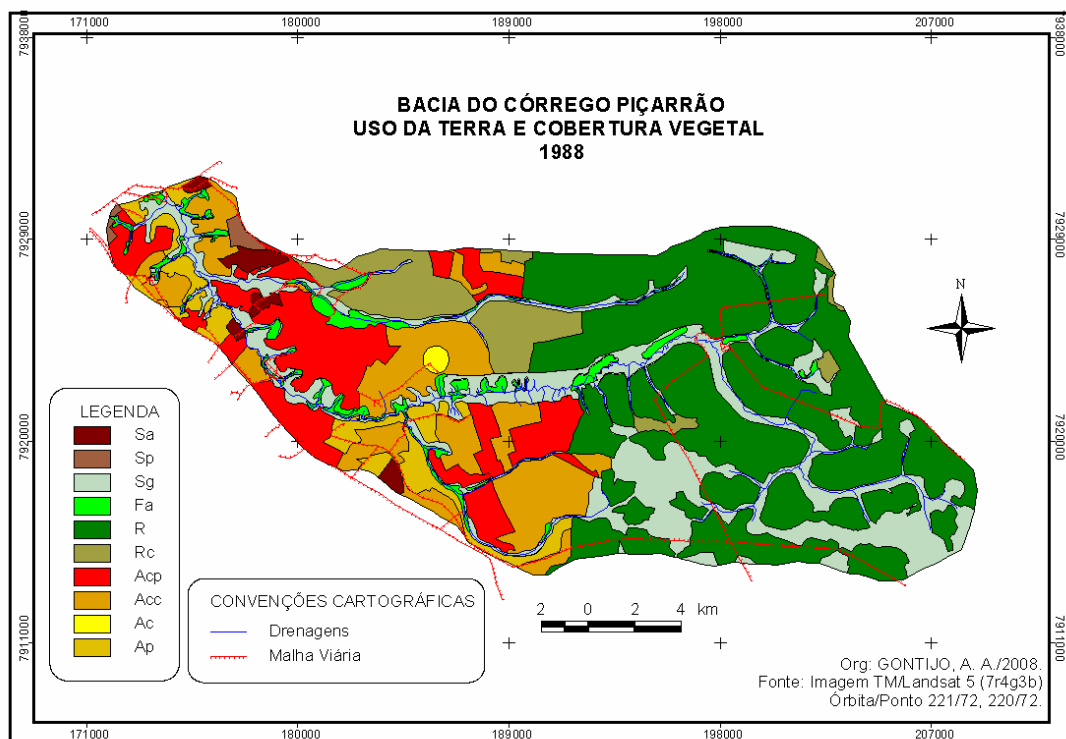 171000 180000 189000 198000 207000
7938000
7938000
BACIA DO CÓRREGO PIÇARRÃO
USO DA TERRA E COBERTURA VEGETAL
1988
7929000
7929000
N
LEGENDA
Sa
Sp
Sg
Fa
R
Rc
Acp
Acc
Ac
Ap
7920000
7920000
CONVENÇÕES CARTOGRÁFICAS
Drenagens
Malha Viária
2 0 2 4 km
7911000
7911000
Org: GONTIJO, A. A./2008.
Fonte: Imagem TM/Landsat 5 (7r4g3b)
Órbita/Ponto 221/72, 220/72.
171000 180000 189000 198000 207000